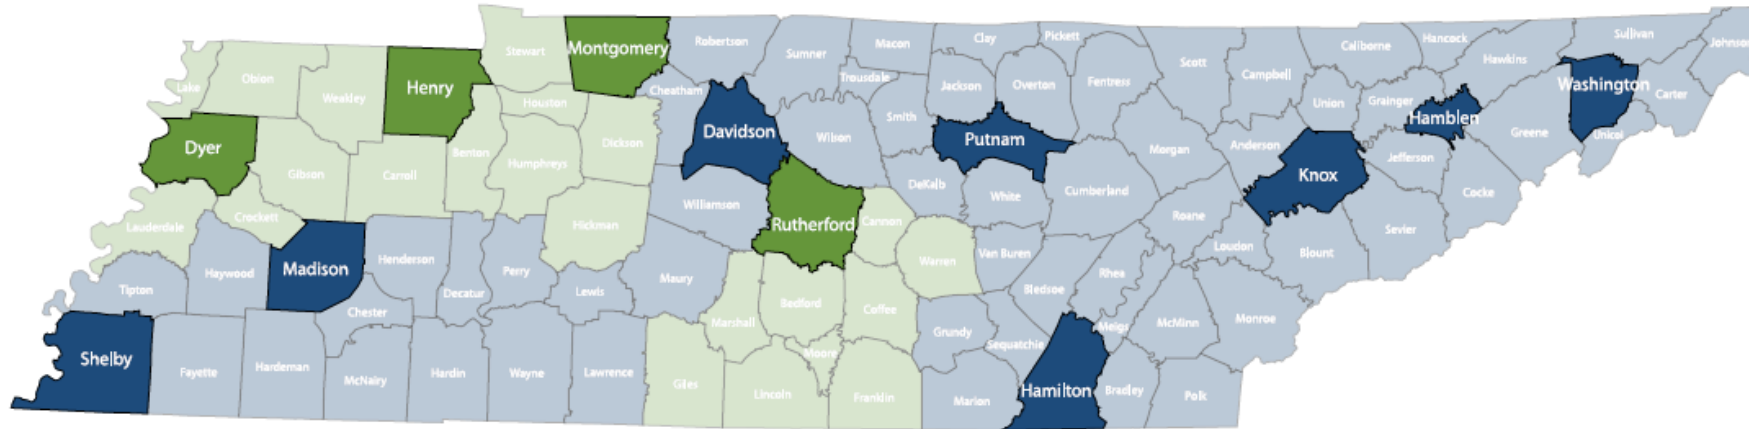 Stewart
Montgomery
Robertson
Sumner
Macon
Clay
Pickett
Scott
Claiborne
Hancock
Sullivan
Johnson
Lake
Obion
Weakley
Henry
Houston
Cheatham
Trousdale
Jackson
Overton
Fentress
Campbell
Union
Grainger
Hawkins
Washington
Carter
Dyer
Gibson
Carroll
Benton
Humphreys
Dickson
Davidson
Wilson
Smith
Putnam
Morgan
Anderson
Knox
Jefferson
Hamblen
Greene
Unicoi
Lauderdale
Crockett
Hickman
Williamson
Rutherford
Cannon
DeKalb
White
Cumberland
Roane
Loudon
Blount
Sevier
Cocke
Tipton
Haywood
Madison
Henderson
Decatur
Perry
Lewis
Maury
Warren
Van Buren
Bledsoe
Rhea
Shelby
Fayette
Hardeman
Chester
McNairy
Hardin
Wayne
Lawrence
Giles
Marshall
Bedford
Moore
Lincoln
Coffee
Franklin
Grundy
Sequatchie
Marion
Hamilton
Meigs
McMinn
Monroe
Bradley
Polk